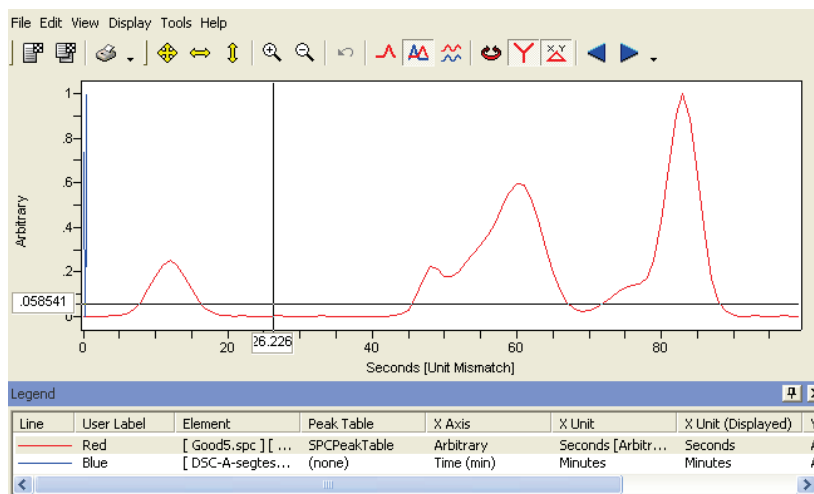 File Edit View Display Tools Help
X,Y
1
.8
.6
.4
.2
0
Arbitrary
.058541
0 20 40 60 80
26.226
Seconds [Unit Mismatch]
Legend
Line User Label Element Peak Table X Axis X Unit X Unit (Displayed)
Red [ Good5.spc ] [ ... SPCPeakTable Arbitrary Seconds [Arbitr... Seconds
Blue [ DSC-A-segtes... (none) Time (min) Minutes Minutes